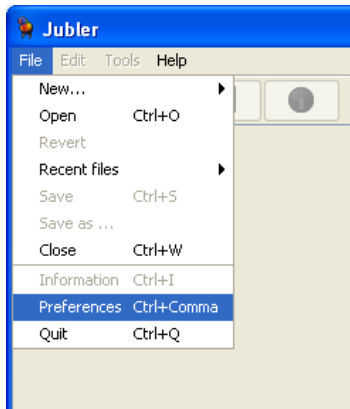 Jubler
File Edit Tools Help
New...
Open Ctrl+O
Revert
Recent files
Save Ctrl+S
Save as ...
Close Ctrl+W
Information Ctrl+I
Preferences Ctrl+Comma
Quit Ctrl+Q